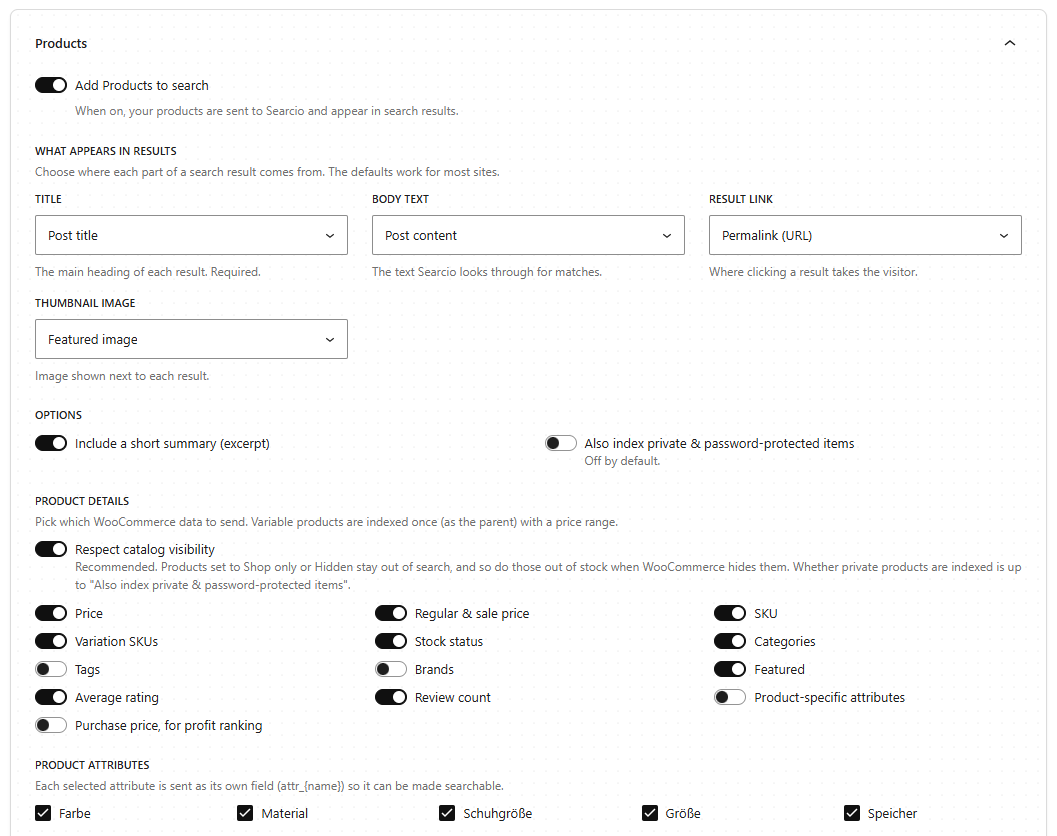 Products
Add Products to search
When on, your products are sent to Searcio and appear in search results.
WHAT APPEARS IN RESULTS
Choose where each part of a search result comes from. The defaults work for most sites.
TITLE
BODY TEXT
RESULT LINK
Post title
Post content
Permalink (URL)
The main heading of each result. Required.
The text Searcio looks through for matches.
Where clicking a result takes the visitor.
THUMBNAIL IMAGE
Featured image
Image shown next to each result.
OPTIONS
Include a short summary (excerpt)
Also index private & password-protected items
Off by default.
PRODUCT DETAILS
Pick which WooCommerce data to send. Variable products are indexed once (as the parent) with a price range.
Respect catalog visibility
Recommended. Products set to Shop only or Hidden stay out of search, and so do those out of stock when WooCommerce hides them. Whether private products are indexed is up
to "Also index private & password-protected items".
Price
Regular & sale price
SKU
Variation SKUs
Stock status
Categories
Tags
Brands
Featured
Average rating
Review count
Product-specific attributes
Purchase price, for profit ranking
PRODUCT ATTRIBUTES
Each selected attribute is sent as its own field (attr_{name}) so it can be made searchable.
Farbe
Material
Schuhgröße
Größe
Speicher